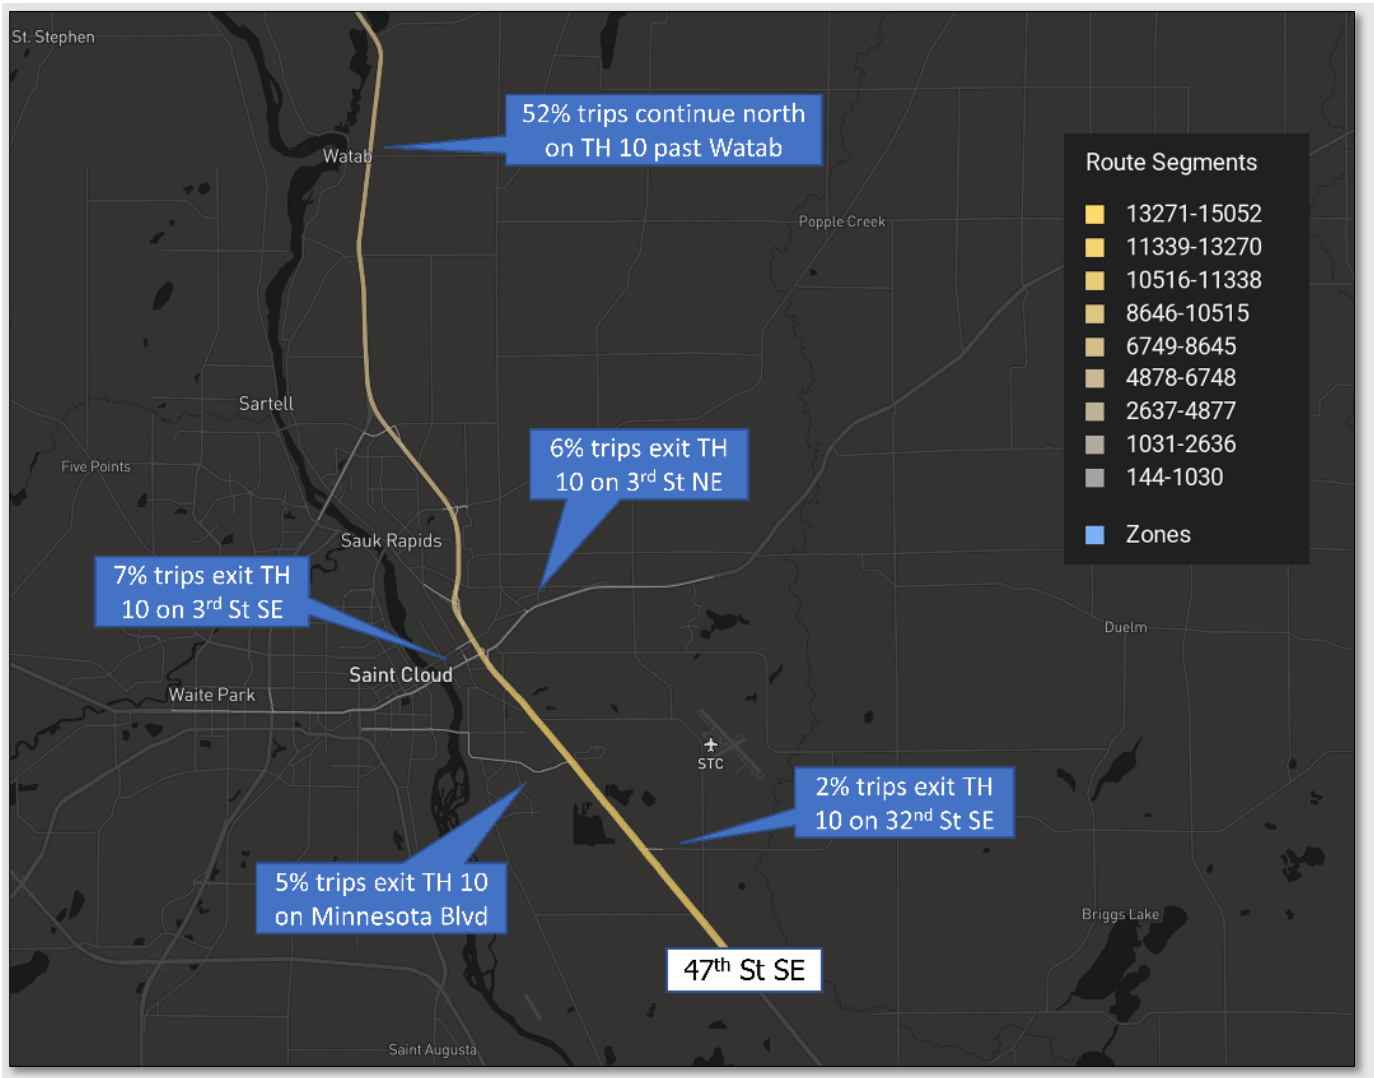 St. Stephen
52% trips continue north
on TH 10 past Watab
Watab
Route Segments
13271-15052
11339-13270
10516-11338
8646-10515
6749-8645
4878-6748
2637-4877
1031-2636
144-1030
Zones
Popple Creek
Sartell
Five Points
6% trips exit TH
10 on 3rd St NE
Sauk Rapids
7% trips exit TH
10 on 3rd St SE
Duelm
Saint Cloud
Waite Park
STC
2% trips exit TH
10 on 32nd St SE
5% trips exit TH 10
on Minnesota Blvd
Briggs Lake
47th St SE
Saint Augusta